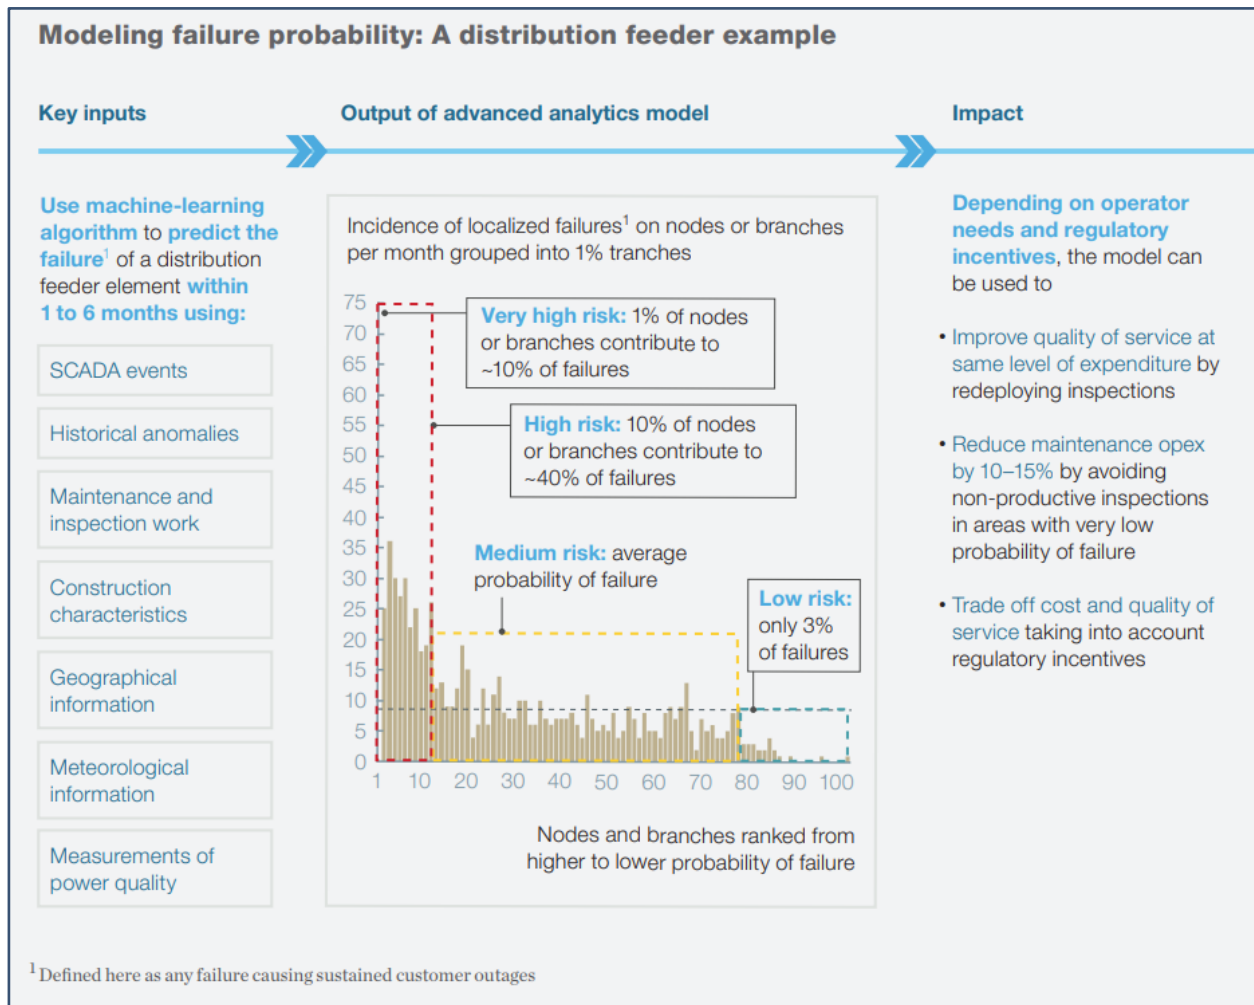 Modeling failure probability: A distribution feeder example
Key inputs
Output of advanced analytics model
Impact
Use machine-learning
algorithm to predict the
failure¹ of a distribution
feeder element within
1 to 6 months using:
SCADA events
Historical anomalies
Maintenance and
inspection work
Construction
characteristics
Geographical
information
Meteorological
information
Measurements of
power quality
Incidence of localized failures¹ on nodes or branches
per month grouped into 1% tranches
75
70
65
60
55
50
45
40
35
30
25
20
15
10
5
0
1 10 20 30 40 50 60 70 80 90 100
Very high risk: 1% of nodes
or branches contribute to
~10% of failures
High risk: 10% of nodes
or branches contribute to
~40% of failures
Medium risk: average
probability of failure
Low risk:
only 3%
of failures
Nodes and branches ranked from
higher to lower probability of failure
Depending on operator
needs and regulatory
incentives, the model can
be used to
• Improve quality of service at
same level of expenditure by
redeploying inspections
• Reduce maintenance opex
by 10–15% by avoiding
non-productive inspections
in areas with very low
probability of failure
• Trade off cost and quality of
service taking into account
regulatory incentives
¹ Defined here as any failure causing sustained customer outages